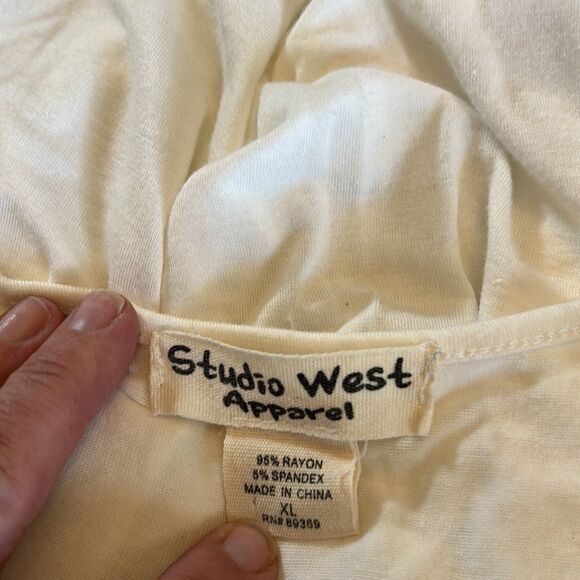 Studio West
Apparel
95% RAYON
5% SPANDEX
MADE IN CHINA
XL
RN# 89369